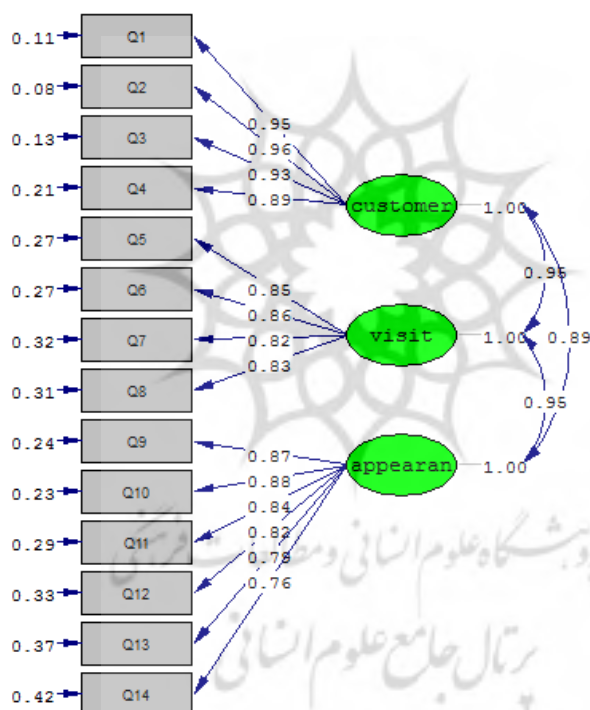 0.11 Q1
0.08 Q2
0.13 Q3
0.21 Q4
0.27 Q5
0.27 Q6
0.32 Q7
0.31 Q8
0.24 Q9
0.23 Q10
0.29 Q11
0.33 Q12
0.37 Q13
0.42 Q14
0.95
0.96
0.93
0.89
0.85
0.86
0.82
0.83
0.87
0.88
0.84
0.82
0.79
0.76
customer 1.00
visit 1.00
appearan 1.00
0.95
0.89
0.95
پژوهشگاه علوم انسانی و مطالعات فرهنگی
پرتال جامع علوم انسانی